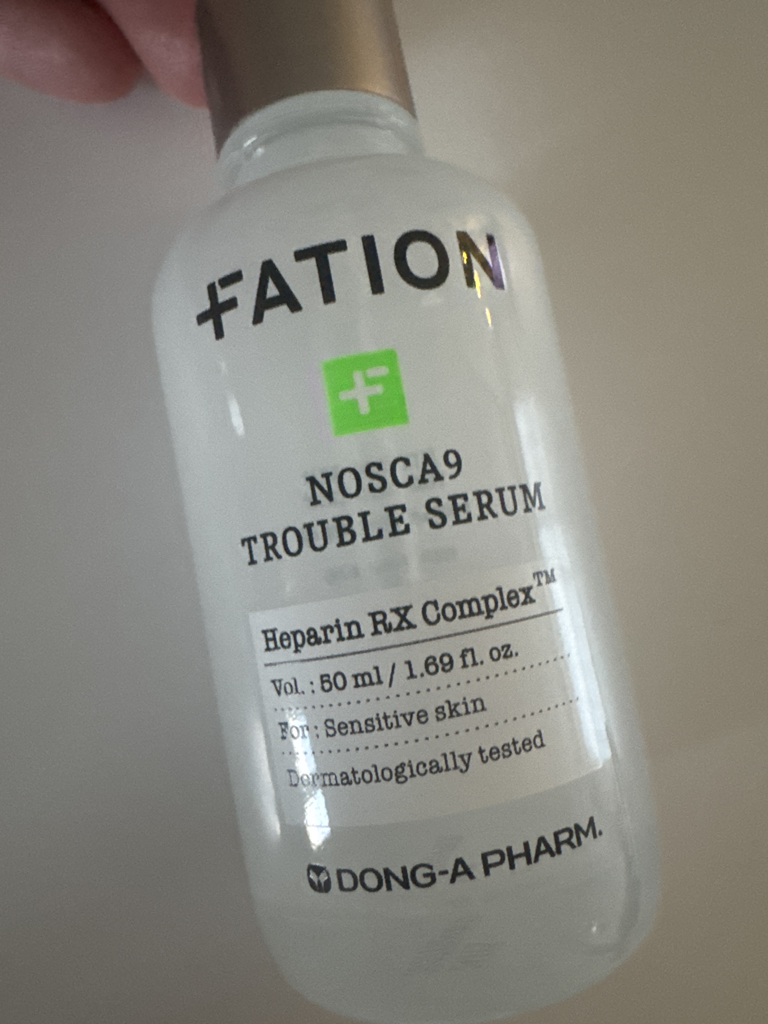 FATION
F
NOSCA9
TROUBLE SERUM
Heparin RX Complex™
Vol. : 50 ml / 1.69 fl. oz.
For : Sensitive skin
Dermatologically tested
DONG-A PHARM.